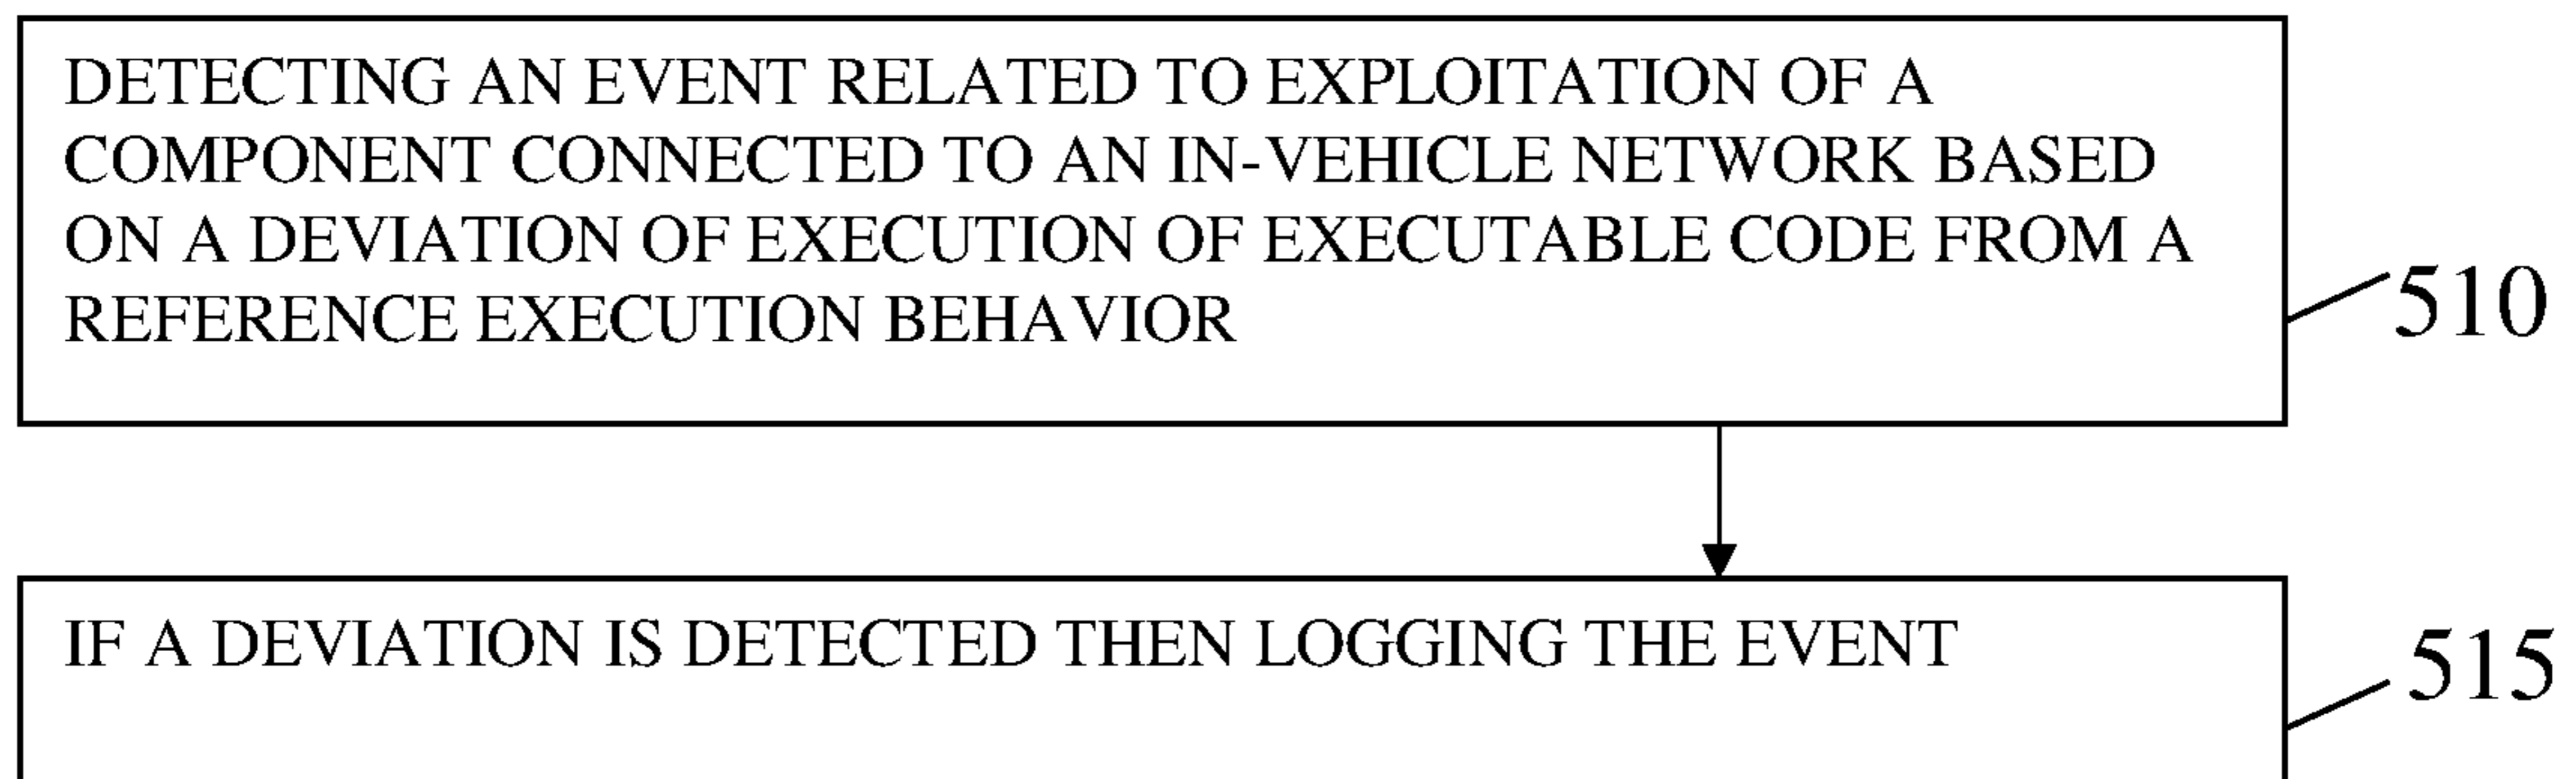 DETECTING AN EVENT RELATED TO EXPLOITATION OF A
COMPONENT CONNECTED TO AN IN-VEHICLE NETWORK BASED
ON A DEVIATION OF EXECUTION OF EXECUTABLE CODE FROM A
REFERENCE EXECUTION BEHAVIOR
510
IF A DEVIATION IS DETECTED THEN LOGGING THE EVENT
515